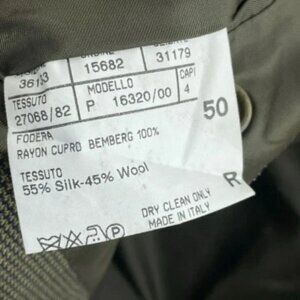 15682 31179
TESSUTO MODELLO CAPI
27068/82 P 16320/00 4
FODERA 50
RAYON CUPRO BEMBERG 100%
TESSUTO
55% Silk-45% Wool
R
DRY CLEAN ONLY
MADE IN ITALY